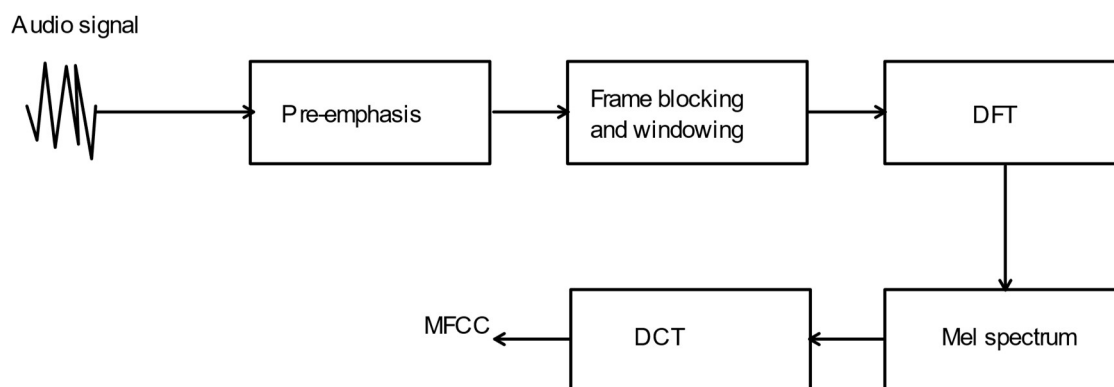 Audio signal
Pre-emphasis
Frame blocking
and windowing
DFT
Mel spectrum
DCT
MFCC